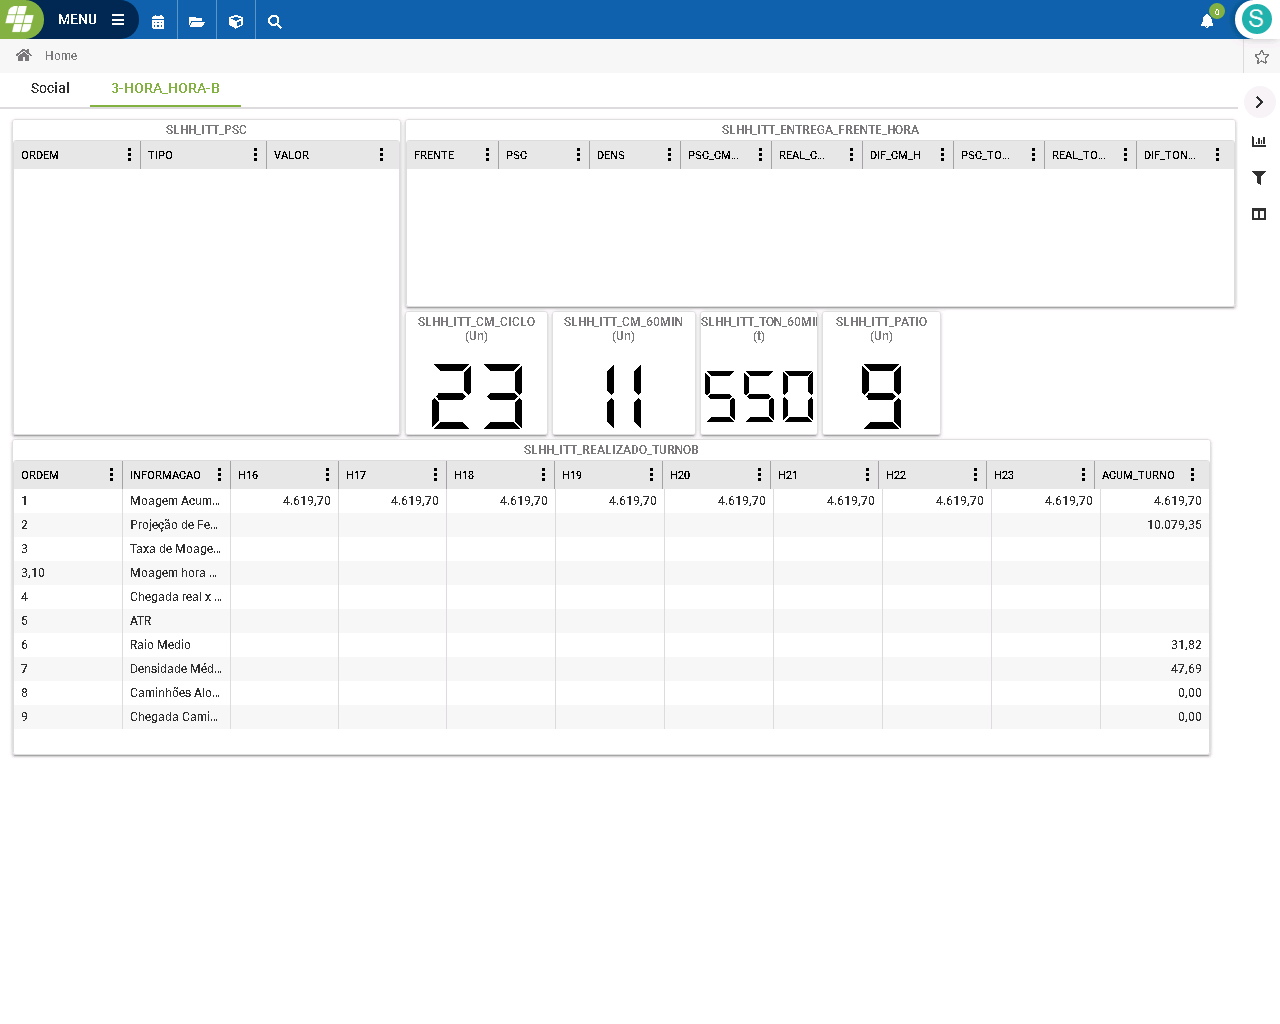 MENU
0
S
Home
Social
3-HORA_HORA-B
SLHH_ITT_PSC
ORDEM TIPO VALOR
SLHH_ITT_ENTREGA_FRENTE_HORA
FRENTE PSC DENS PSC_CM... REAL_C... DIF_CM_H PSC_TO... REAL_TO... DIF_TON...
SLHH_ITT_CM_CICLO
(Un)
23
SLHH_ITT_CM_60MIN
(Un)
11
SLHH_ITT_TON_60MI
(t)
550
SLHH_ITT_PATIO
(Un)
9
SLHH_ITT_REALIZADO_TURNOB
ORDEM INFORMACAO H16 H17 H18 H19 H20 H21 H22 H23 ACUM_TURNO
1 Moagem Acum... 4.619,70 4.619,70 4.619,70 4.619,70 4.619,70 4.619,70 4.619,70 4.619,70 4.619,70
2 Projeção de Fe... 10.079,35
3 Taxa de Moage...
3,10 Moagem hora ...
4 Chegada real x ...
5 ATR
6 Raio Medio 31,82
7 Densidade Méd... 47,69
8 Caminhões Alo... 0,00
9 Chegada Cami... 0,00